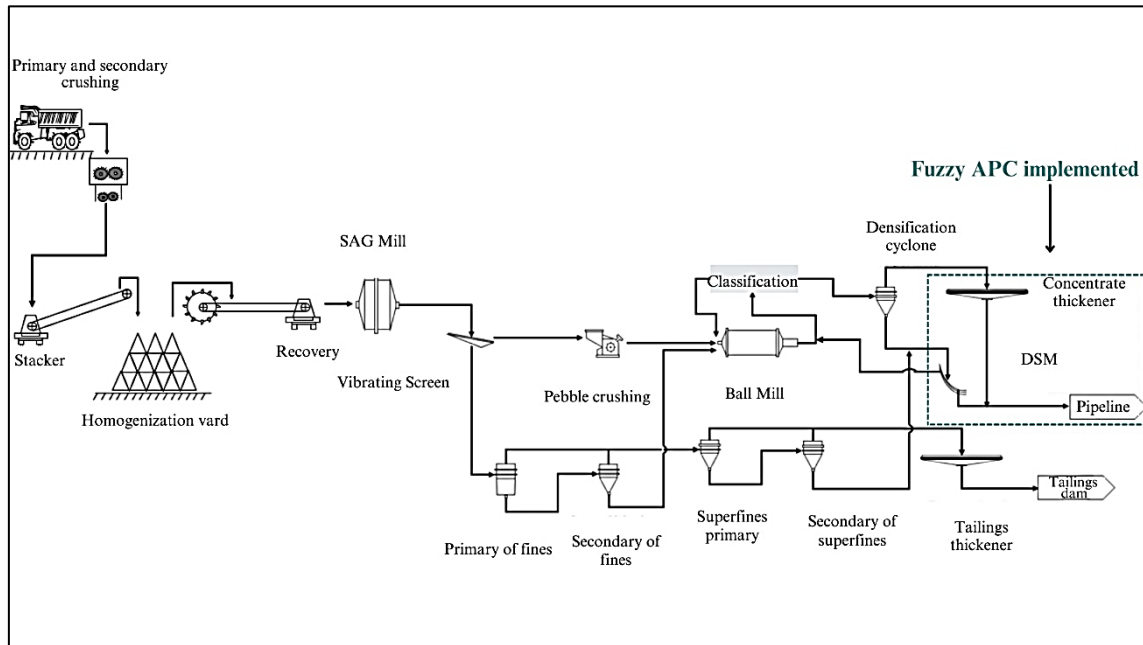 Primary and secondary
crushing
Fuzzy APC implemented
Densification
cyclone
SAG Mill
Classification
Concentrate
thickener
Stacker
Recovery
Vibrating Screen
DSM
Homogenization vard
Pebble crushing
Ball Mill
Pipeline
Tailings
dam
Primary of fines
Secondary of
fines
Superfines
primary
Secondary of
superfines
Tailings
thickener